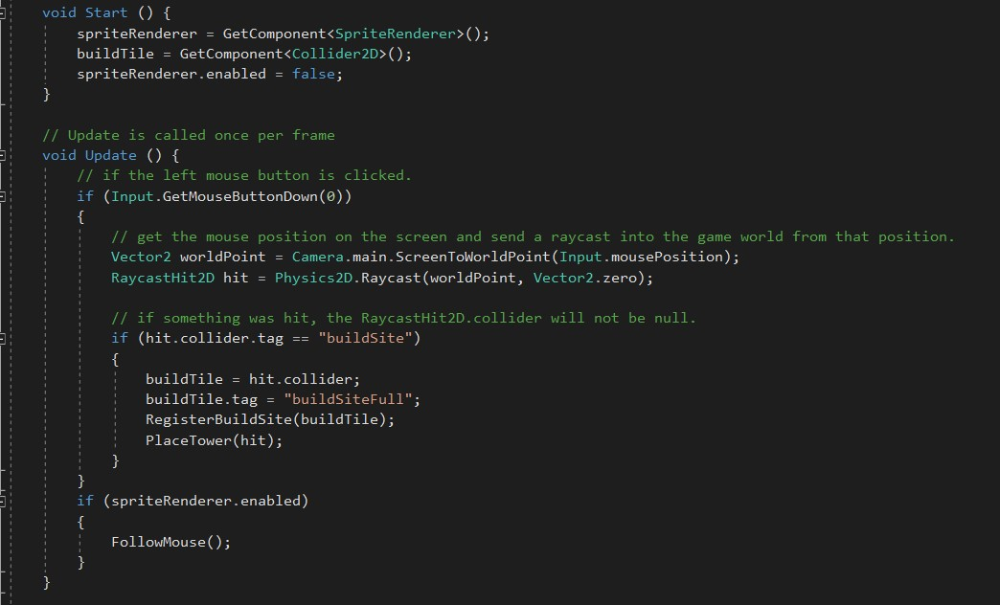 void Start () {
spriteRenderer = GetComponent<SpriteRenderer>();
buildTile = GetComponent<Collider2D>();
spriteRenderer.enabled = false;
}
// Update is called once per frame
void Update () {
// if the left mouse button is clicked.
if (Input.GetMouseButtonDown(0))
{
// get the mouse position on the screen and send a raycast into the game world from that position.
Vector2 worldPoint = Camera.main.ScreenToWorldPoint(Input.mousePosition);
RaycastHit2D hit = Physics2D.Raycast(worldPoint, Vector2.zero);
// if something was hit, the RaycastHit2D.collider will not be null.
if (hit.collider.tag == "buildSite")
{
buildTile = hit.collider;
buildTile.tag = "buildSiteFull";
RegisterBuildSite(buildTile);
PlaceTower(hit);
}
}
if (spriteRenderer.enabled)
{
FollowMouse();
}
}